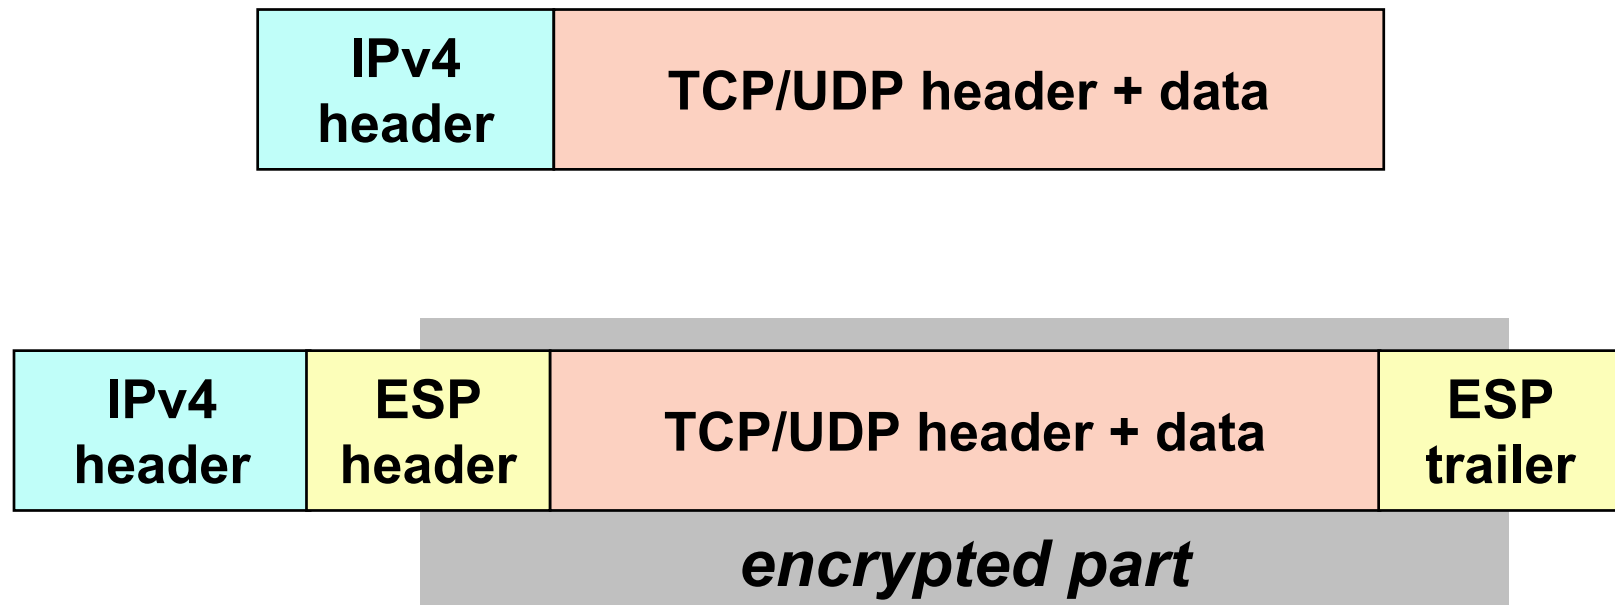 IPv4
header
TCP/UDP header + data
IPv4
header
ESP
header
TCP/UDP header + data
ESP
trailer
encrypted part